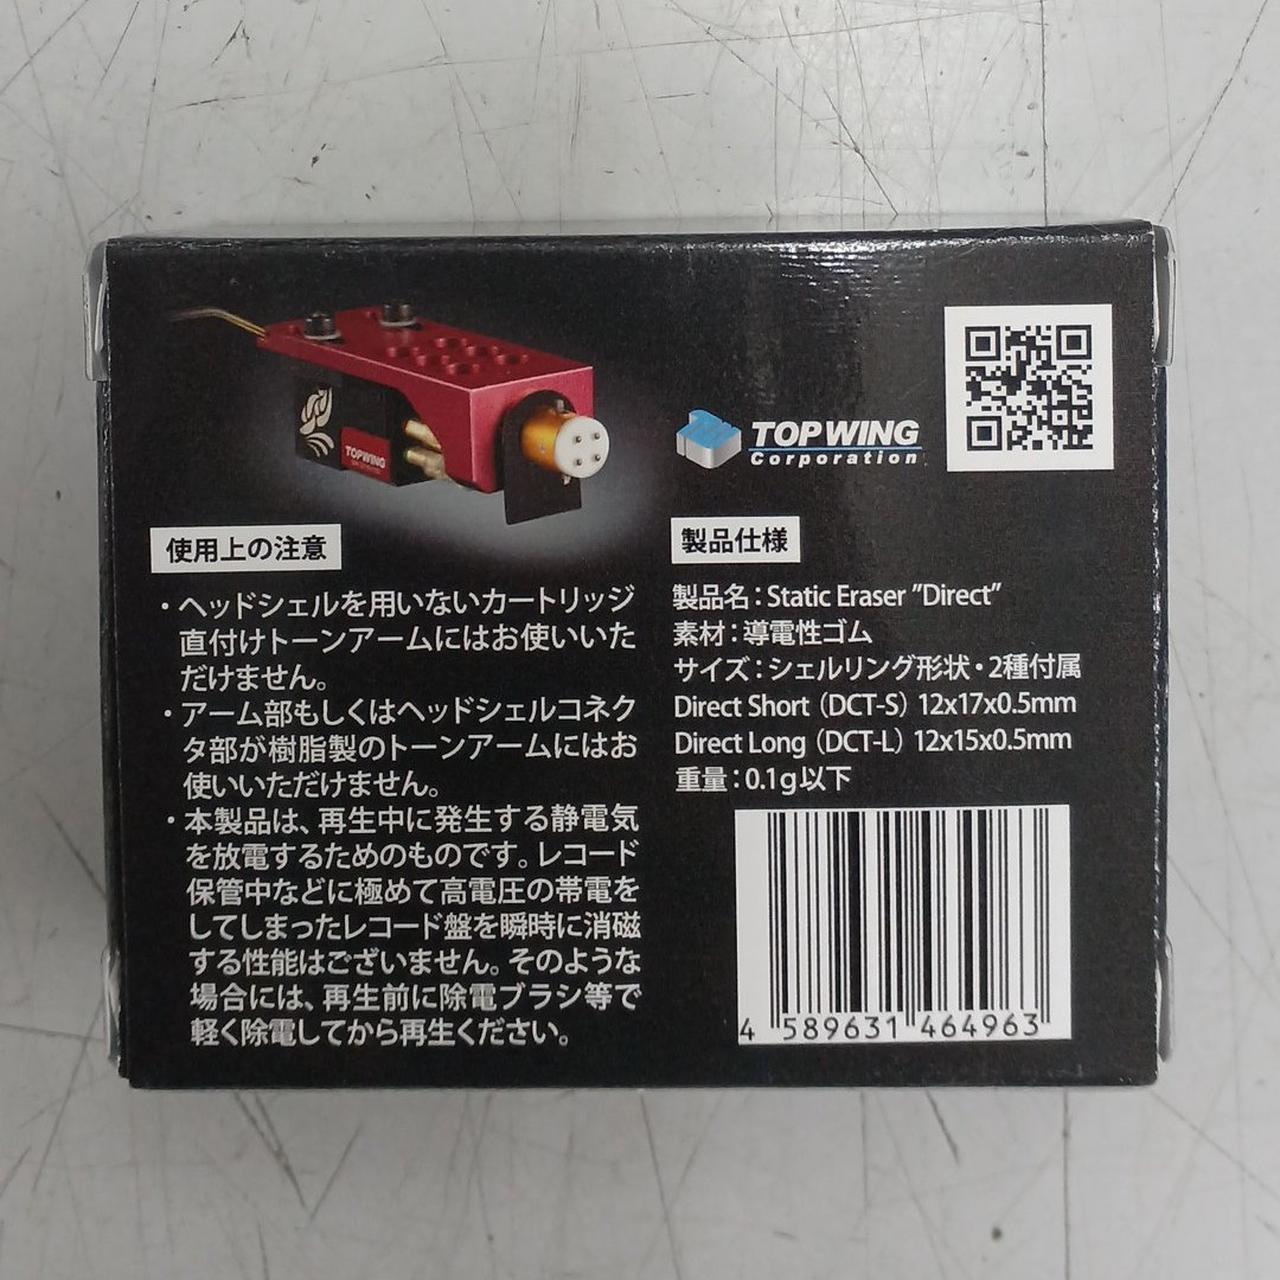 TOPWING
TOPWING
Corporation
使用上の注意
・ヘッドシェルを用いないカートリッジ
直付けトーンアームにはお使いいた
だけません。
・アーム部もしくはヘッドシェルコネク
タ部が樹脂製のトーンアームにはお
使いいただけません。
・本製品は、再生中に発生する静電気
を放電するためのものです。レコード
保管中などに極めて高電圧の帯電を
してしまったレコード盤を瞬時に消磁
する性能はございません。そのような
場合には、再生前に除電ブラシ等で
軽く除電してから再生ください。
製品仕様
製品名：Static Eraser "Direct"
素材：導電性ゴム
サイズ：シェルリング形状・2種付属
Direct Short（DCT-S）12x17x0.5mm
Direct Long（DCT-L）12x15x0.5mm
重量：0.1g以下
4 589631 464963